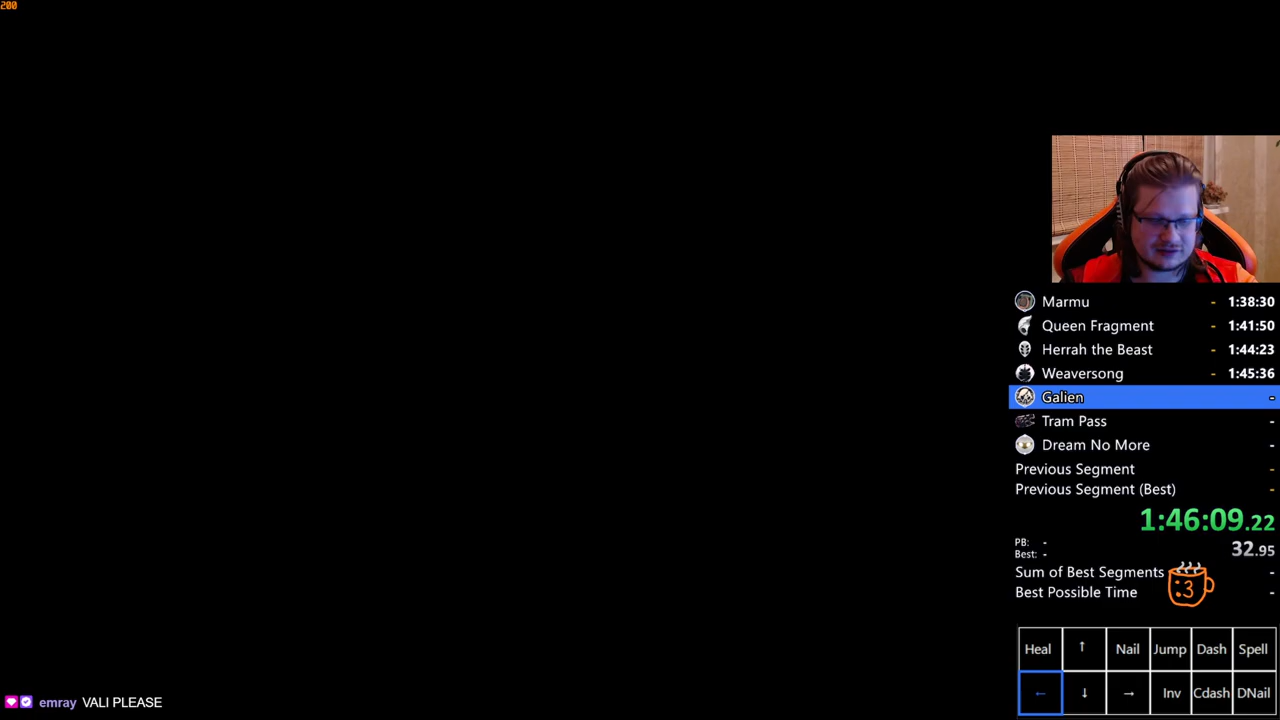 200
Marmu - 1:38:30
Queen Fragment - 1:41:50
Herrah the Beast - 1:44:23
Weaversong - 1:45:36
Galien -
Tram Pass -
Dream No More -
Previous Segment -
Previous Segment (Best) -
1:46:09.22
PB: - 32.95
Best: -
Sum of Best Segments -
Best Possible Time -
:3
Heal ↑ Nail Jump Dash Spell
← ↓ → Inv Cdash DNail
emray VALI PLEASE